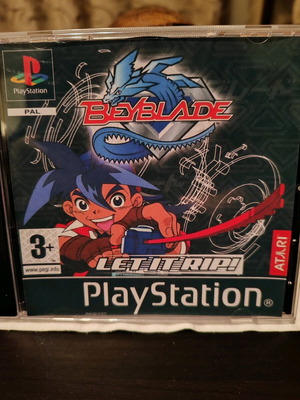 PlayStation
PAL
BEYBLADE
3+
www.pegi.info
LET IT RIP!
ATARI
PlayStation®